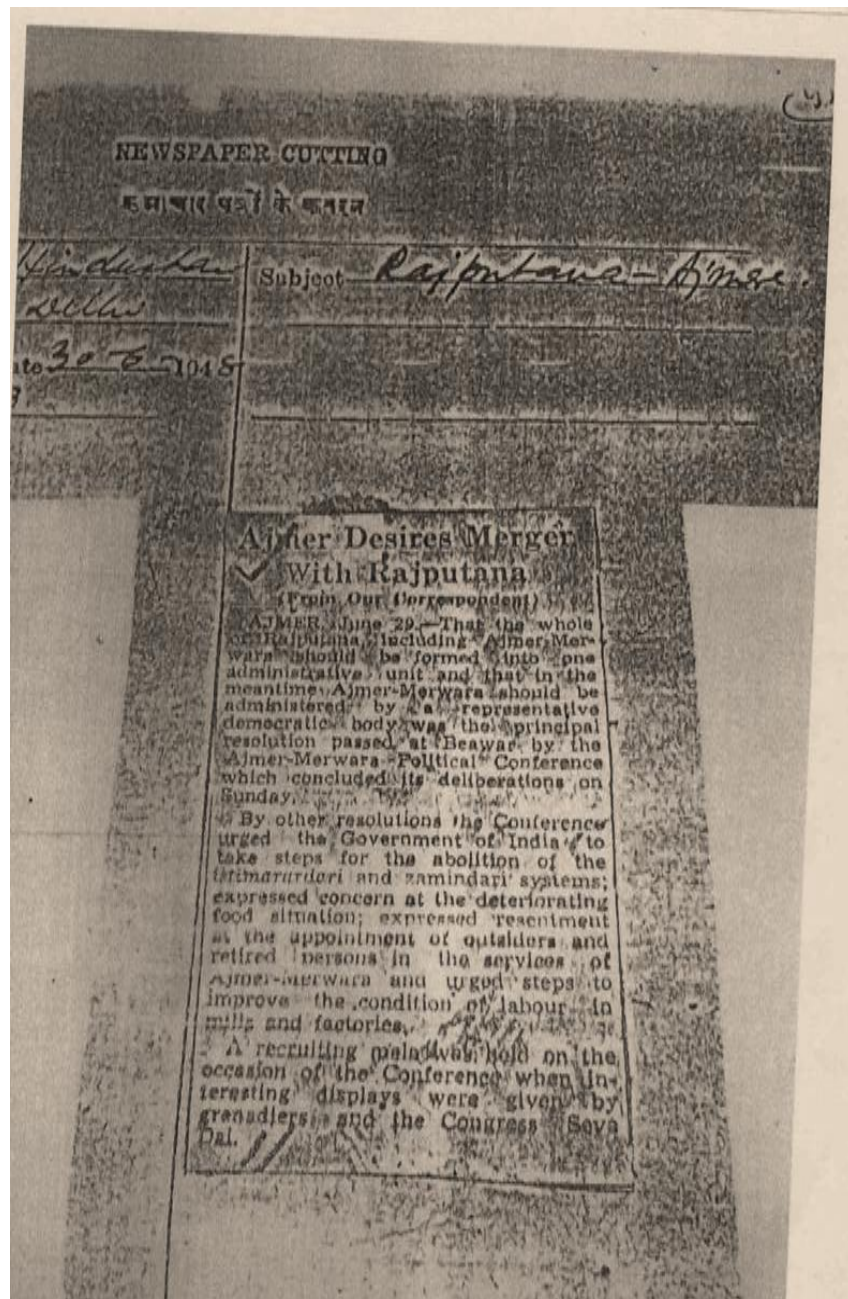 NEWSPAPER CUTTING
समाचार पत्रों के कतरन
Hindustan
Delhi
Subject Rajputana – Ajmer.
30-6-1948
Ajmer Desires Merger
With Rajputana
(From Our Correspondent)
AJMER, June 29.—That the whole
of Rajputana, including Ajmer-Mer-
wara should be formed into one
administrative unit and that in the
meantime Ajmer-Merwara should be
administered by a representative
democratic body was the principal
resolution passed at Beawar by the
Ajmer-Merwara Political Conference
which concluded its deliberations on
Sunday.
By other resolutions the Conference
urged the Government of India to
take steps for the abolition of the
istimarardari and zamindari systems;
expressed concern at the deteriorating
food situation; expressed resentment
at the appointment of outsiders and
retired persons in the services of
Ajmer-Merwara and urged steps to
improve the condition of labour in
mills and factories.
A recruiting mela was held on the
occasion of the Conference when in-
teresting displays were given by
grenadiers and the Congress Seva
Dal.